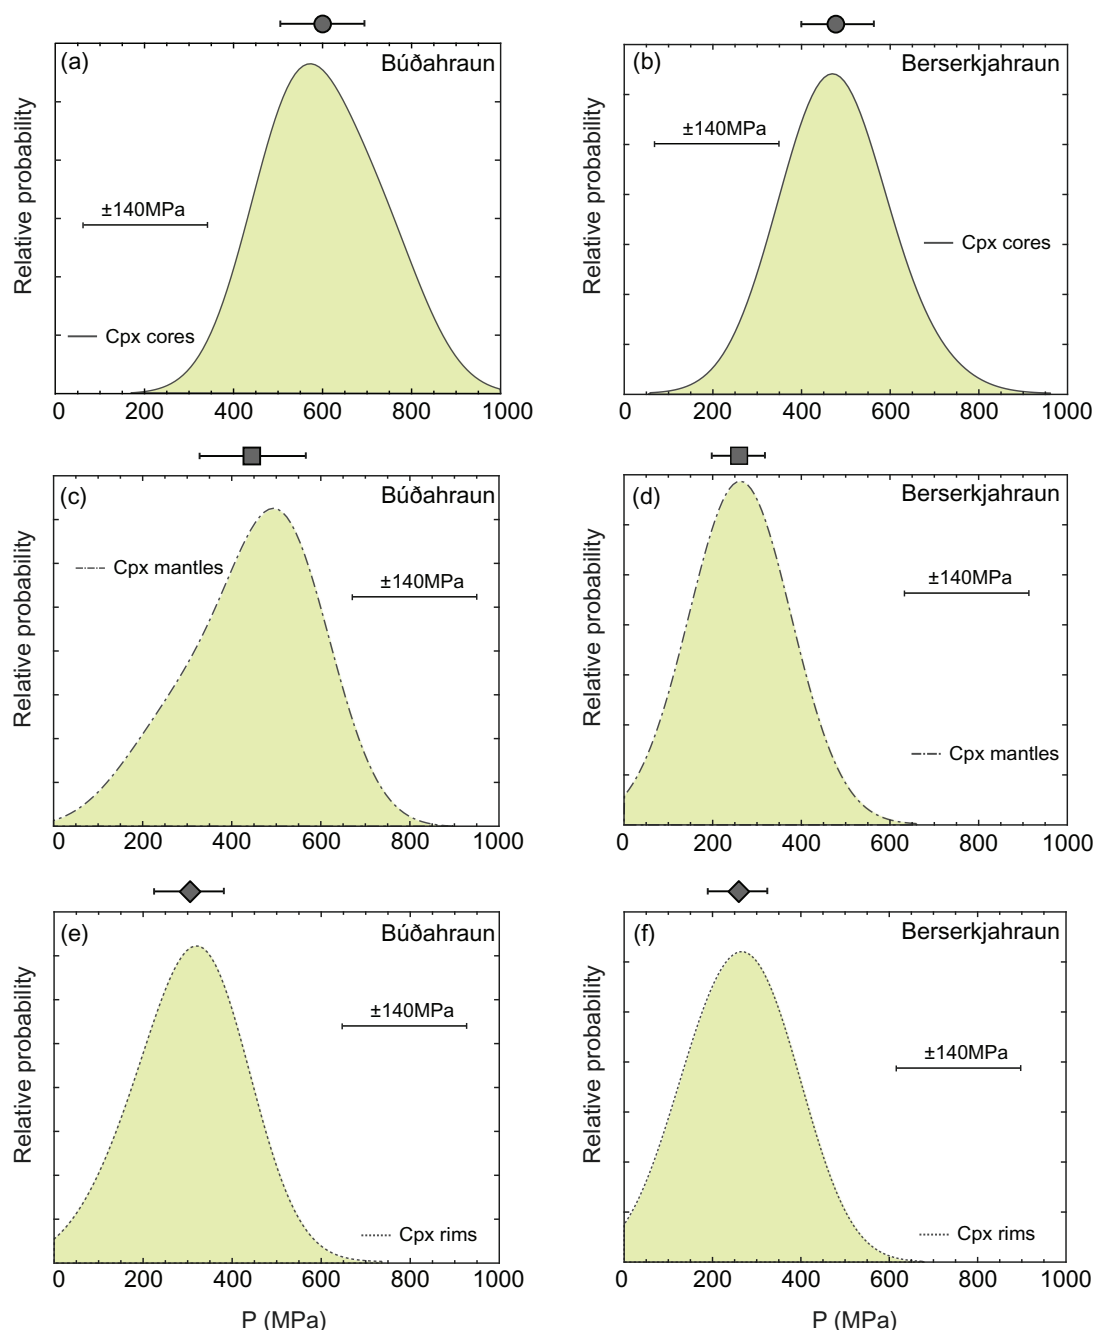 (a)
Búðahraun
Relative probability
±140MPa
Cpx cores
0 200 400 600 800 1000
(b)
Berserkjahraun
Relative probability
±140MPa
Cpx cores
0 200 400 600 800 1000
(c)
Búðahraun
Relative probability
Cpx mantles
±140MPa
0 200 400 600 800 1000
(d)
Berserkjahraun
Relative probability
±140MPa
Cpx mantles
0 200 400 600 800 1000
(e)
Búðahraun
Relative probability
±140MPa
Cpx rims
0 200 400 600 800 1000
P (MPa)
(f)
Berserkjahraun
Relative probability
±140MPa
Cpx rims
0 200 400 600 800 1000
P (MPa)